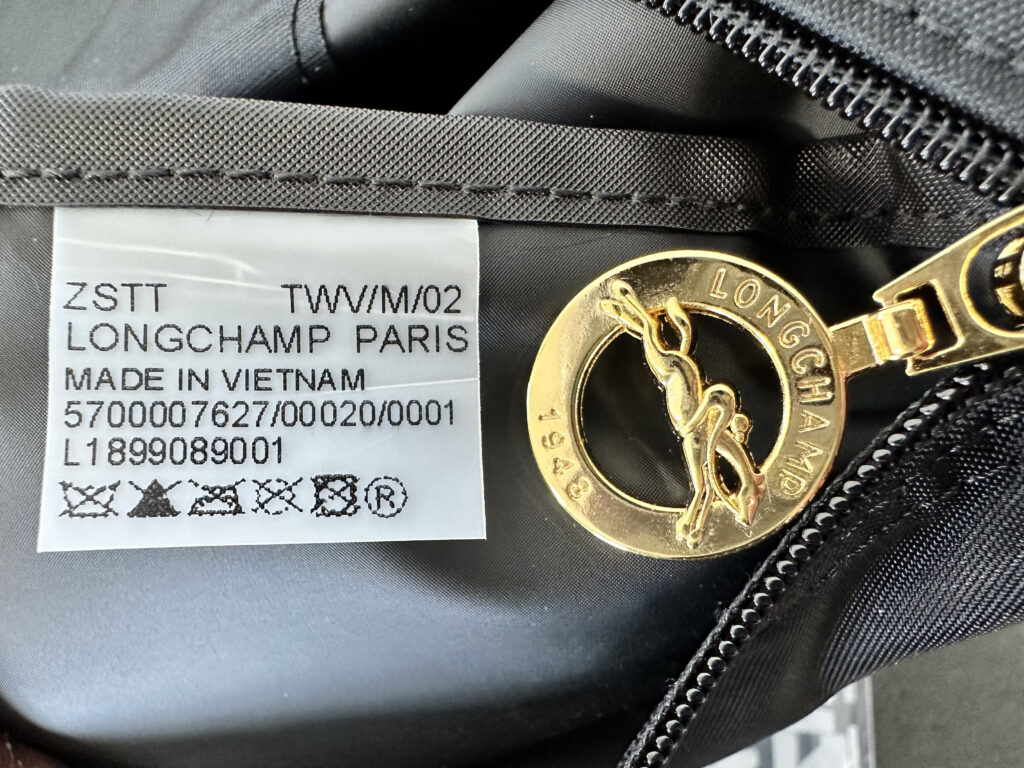 ZSTT TWV/M/02
LONGCHAMP PARIS
MADE IN VIETNAM
5700007627/00020/0001
L1899089001
®
LONGCHAMP
1948